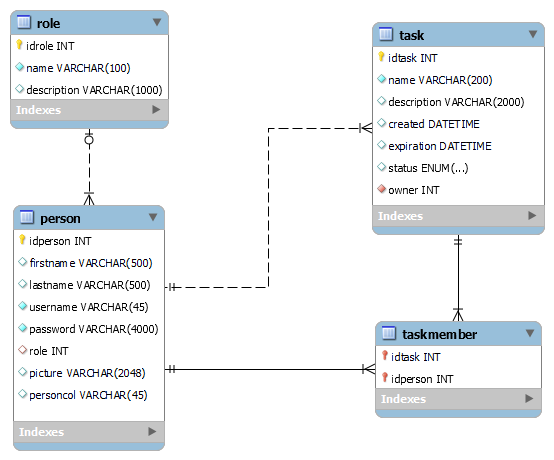 role
idrole INT
name VARCHAR(100)
description VARCHAR(1000)
Indexes
task
idtask INT
name VARCHAR(200)
description VARCHAR(2000)
created DATETIME
expiration DATETIME
status ENUM(...)
owner INT
Indexes
person
idperson INT
firstname VARCHAR(500)
lastname VARCHAR(500)
username VARCHAR(45)
password VARCHAR(4000)
role INT
picture VARCHAR(2048)
personcol VARCHAR(45)
Indexes
taskmember
idtask INT
idperson INT
Indexes